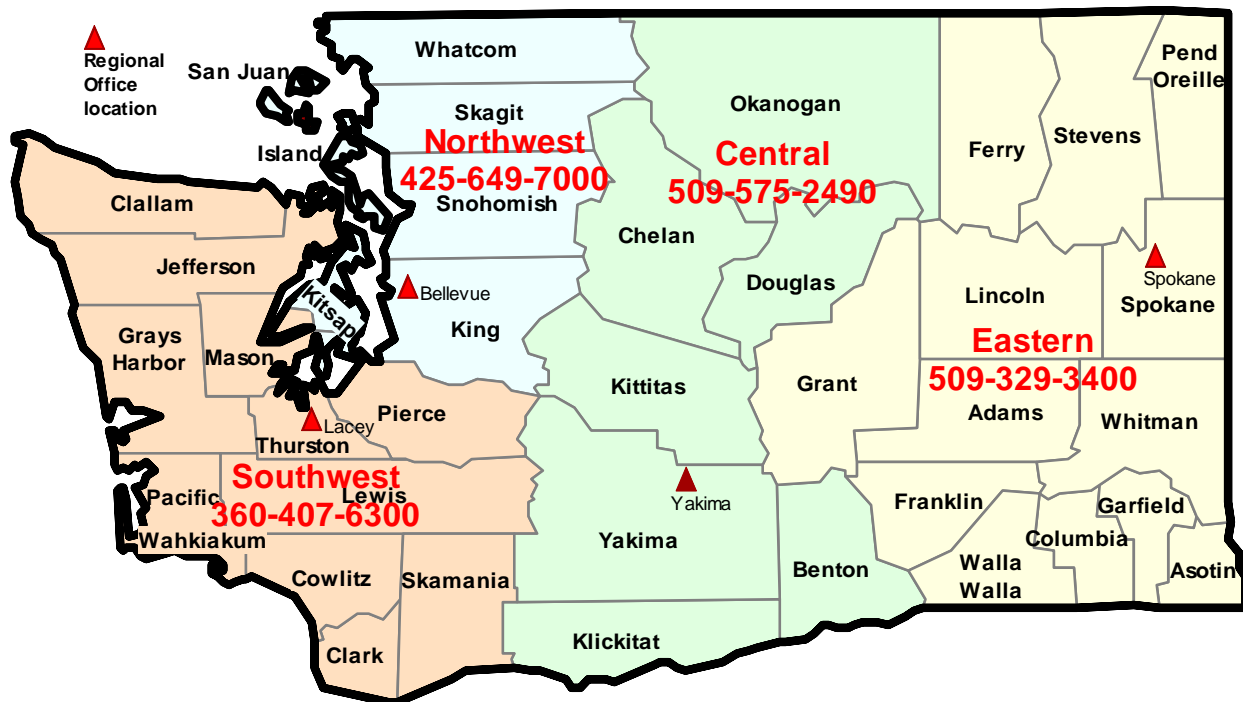 Regional
Office
location
San Juan
Island
Whatcom
Skagit
Northwest
425-649-7000
Snohomish
Bellevue
King
Kitsap
Clallam
Jefferson
Grays
Harbor
Mason
Pierce
Lacey
Thurston
Southwest
Lewis
360-407-6300
Pacific
Wahkiakum
Cowlitz
Skamania
Clark
Okanogan
Central
509-575-2490
Chelan
Douglas
Kittitas
Yakima
Yakima
Benton
Klickitat
Pend
Oreille
Stevens
Ferry
Spokane
Spokane
Lincoln
Eastern
509-329-3400
Grant
Adams
Whitman
Franklin
Garfield
Columbia
Walla
Walla
Asotin